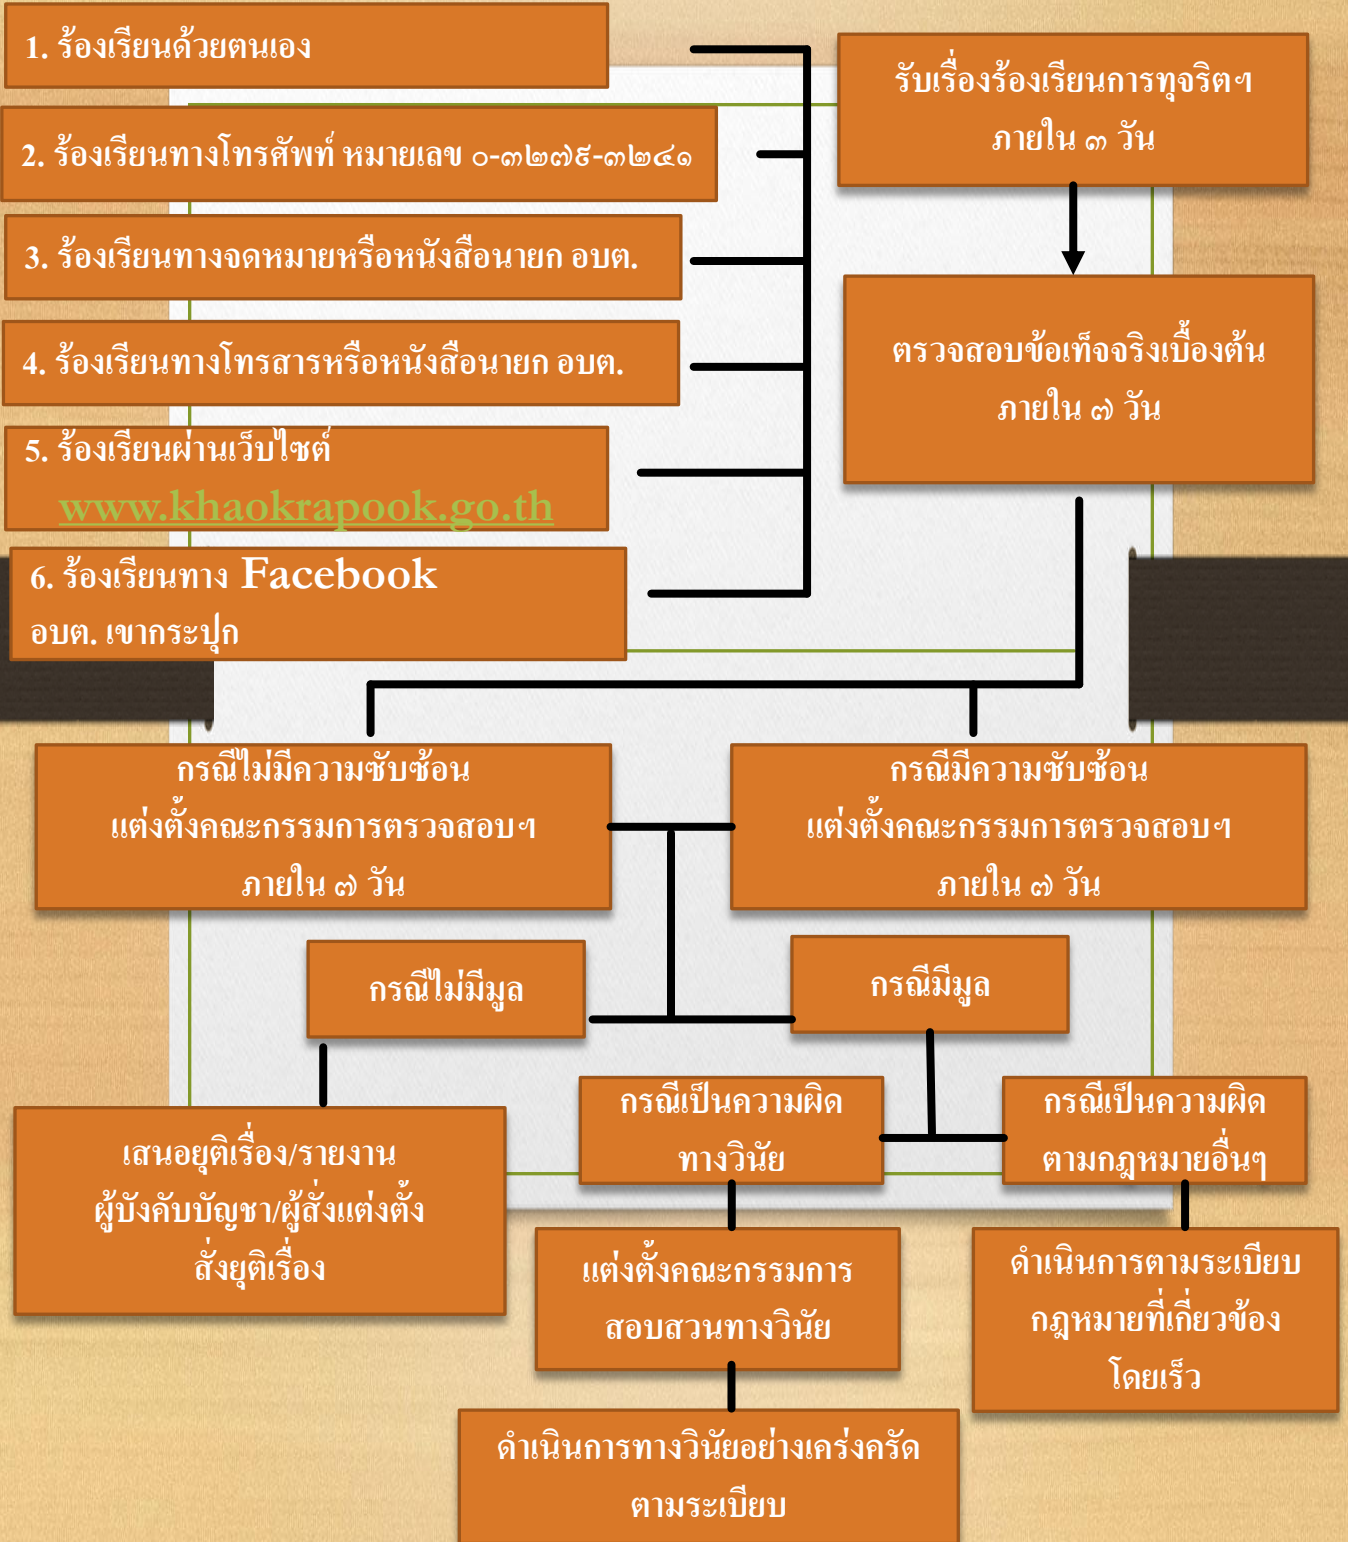 1. ร้องเรียนด้วยตนเอง
2. ร้องเรียนทางโทรศัพท์ หมายเลข ๐-๓๒๗๙-๓๒๔๑
3. ร้องเรียนทางจดหมายหรือหนังสือนายก อบต.
4. ร้องเรียนทางโทรสารหรือหนังสือนายก อบต.
5. ร้องเรียนผ่านเว็บไซต์
www.khaokrapook.go.th
6. ร้องเรียนทาง Facebook
อบต. เขากระปุก
รับเรื่องร้องเรียนการทุจริตฯ
ภายใน ๓ วัน
ตรวจสอบข้อเท็จจริงเบื้องต้น
ภายใน ๗ วัน
กรณีไม่มีความซับซ้อน
แต่งตั้งคณะกรรมการตรวจสอบฯ
ภายใน ๗ วัน
กรณีมีความซับซ้อน
แต่งตั้งคณะกรรมการตรวจสอบฯ
ภายใน ๗ วัน
กรณีไม่มีมูล
กรณีมีมูล
เสนอยุติเรื่อง/รายงาน
ผู้บังคับบัญชา/ผู้สั่งแต่งตั้ง
สั่งยุติเรื่อง
กรณีเป็นความผิด
ทางวินัย
กรณีเป็นความผิด
ตามกฎหมายอื่นๆ
แต่งตั้งคณะกรรมการ
สอบสวนทางวินัย
ดำเนินการตามระเบียบ
กฎหมายที่เกี่ยวข้อง
โดยเร็ว
ดำเนินการทางวินัยอย่างเคร่งครัด
ตามระเบียบ